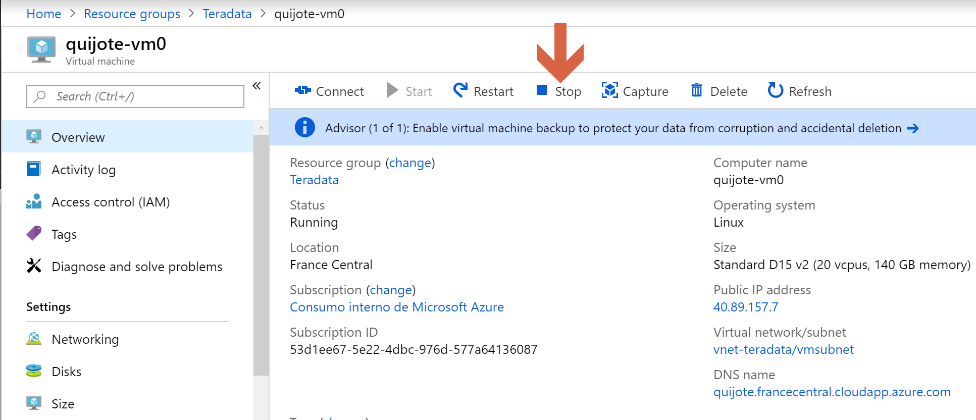 Home > Resource groups > Teradata > quijote-vm0
quijote-vm0
Virtual machine
Search (Ctrl+/)
«
Connect Start Restart Stop Capture Delete Refresh
Advisor (1 of 1): Enable virtual machine backup to protect your data from corruption and accidental deletion →
Overview
Activity log
Access control (IAM)
Tags
Diagnose and solve problems
Settings
Networking
Disks
Size
Resource group (change)
Teradata
Status
Running
Location
France Central
Subscription (change)
Consumo interno de Microsoft Azure
Subscription ID
53d1ee67-5e22-4dbc-976d-577a64136087
Computer name
quijote-vm0
Operating system
Linux
Size
Standard D15 v2 (20 vcpus, 140 GB memory)
Public IP address
40.89.157.7
Virtual network/subnet
vnet-teradata/vmsubnet
DNS name
quijote.francecentral.cloudapp.azure.com